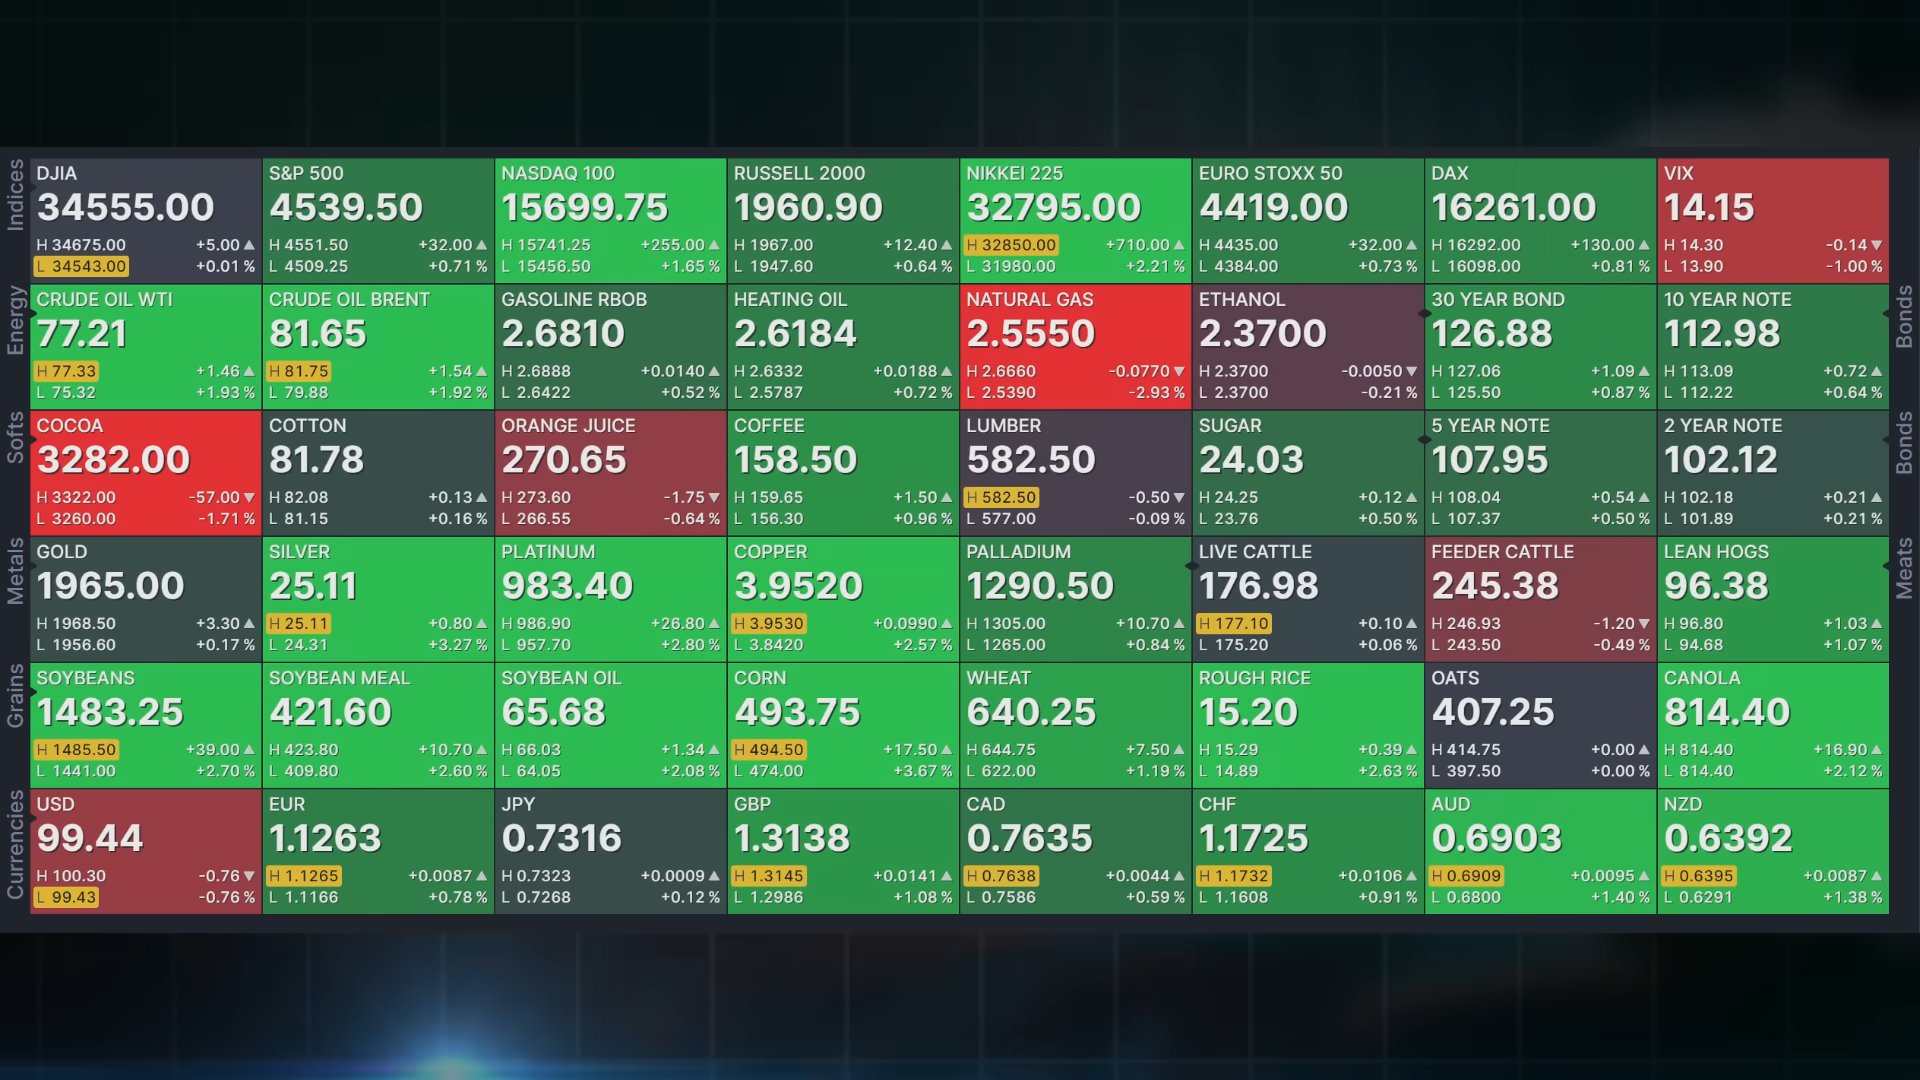 Indices
DJIA
34555.00
H 34675.00 +5.00 ▲
L 34543.00 +0.01 %
S&P 500
4539.50
H 4551.50 +32.00 ▲
L 4509.25 +0.71 %
NASDAQ 100
15699.75
H 15741.25 +255.00 ▲
L 15456.50 +1.65 %
RUSSELL 2000
1960.90
H 1967.00 +12.40 ▲
L 1947.60 +0.64 %
NIKKEI 225
32795.00
H 32850.00 +710.00 ▲
L 31980.00 +2.21 %
EURO STOXX 50
4419.00
H 4435.00 +32.00 ▲
L 4384.00 +0.73 %
DAX
16261.00
H 16292.00 +130.00 ▲
L 16098.00 +0.81 %
VIX
14.15
H 14.30 -0.14 ▼
L 13.90 -1.00 %
Energy
CRUDE OIL WTI
77.21
H 77.33 +1.46 ▲
L 75.32 +1.93 %
CRUDE OIL BRENT
81.65
H 81.75 +1.54 ▲
L 79.88 +1.92 %
GASOLINE RBOB
2.6810
H 2.6888 +0.0140 ▲
L 2.6422 +0.52 %
HEATING OIL
2.6184
H 2.6332 +0.0188 ▲
L 2.5787 +0.72 %
NATURAL GAS
2.5550
H 2.6660 -0.0770 ▼
L 2.5390 -2.93 %
ETHANOL
2.3700
H 2.3700 -0.0050 ▼
L 2.3700 -0.21 %
30 YEAR BOND
126.88
H 127.06 +1.09 ▲
L 125.50 +0.87 %
10 YEAR NOTE
112.98
H 113.09 +0.72 ▲
L 112.22 +0.64 %
Bonds
Softs
COCOA
3282.00
H 3322.00 -57.00 ▼
L 3260.00 -1.71 %
COTTON
81.78
H 82.08 +0.13 ▲
L 81.15 +0.16 %
ORANGE JUICE
270.65
H 273.60 -1.75 ▼
L 266.55 -0.64 %
COFFEE
158.50
H 159.65 +1.50 ▲
L 156.30 +0.96 %
LUMBER
582.50
H 582.50 -0.50 ▼
L 577.00 -0.09 %
SUGAR
24.03
H 24.25 +0.12 ▲
L 23.76 +0.50 %
5 YEAR NOTE
107.95
H 108.04 +0.54 ▲
L 107.37 +0.50 %
2 YEAR NOTE
102.12
H 102.18 +0.21 ▲
L 101.89 +0.21 %
Bonds
Metals
GOLD
1965.00
H 1968.50 +3.30 ▲
L 1956.60 +0.17 %
SILVER
25.11
H 25.11 +0.80 ▲
L 24.31 +3.27 %
PLATINUM
983.40
H 986.90 +26.80 ▲
L 957.70 +2.80 %
COPPER
3.9520
H 3.9530 +0.0990 ▲
L 3.8420 +2.57 %
PALLADIUM
1290.50
H 1305.00 +10.70 ▲
L 1265.00 +0.84 %
LIVE CATTLE
176.98
H 177.10 +0.10 ▲
L 175.20 +0.06 %
FEEDER CATTLE
245.38
H 246.93 -1.20 ▼
L 243.50 -0.49 %
LEAN HOGS
96.38
H 96.80 +1.03 ▲
L 94.68 +1.07 %
Meats
Grains
SOYBEANS
1483.25
H 1485.50 +39.00 ▲
L 1441.00 +2.70 %
SOYBEAN MEAL
421.60
H 423.80 +10.70 ▲
L 409.80 +2.60 %
SOYBEAN OIL
65.68
H 66.03 +1.34 ▲
L 64.05 +2.08 %
CORN
493.75
H 494.50 +17.50 ▲
L 474.00 +3.67 %
WHEAT
640.25
H 644.75 +7.50 ▲
L 622.00 +1.19 %
ROUGH RICE
15.20
H 15.29 +0.39 ▲
L 14.89 +2.63 %
OATS
407.25
H 414.75 +0.00 ▲
L 397.50 +0.00 %
CANOLA
814.40
H 814.40 +16.90 ▲
L 814.40 +2.12 %
Currencies
USD
99.44
H 100.30 -0.76 ▼
L 99.43 -0.76 %
EUR
1.1263
H 1.1265 +0.0087 ▲
L 1.1166 +0.78 %
JPY
0.7316
H 0.7323 +0.0009 ▲
L 0.7268 +0.12 %
GBP
1.3138
H 1.3145 +0.0141 ▲
L 1.2986 +1.08 %
CAD
0.7635
H 0.7638 +0.0044 ▲
L 0.7586 +0.59 %
CHF
1.1725
H 1.1732 +0.0106 ▲
L 1.1608 +0.91 %
AUD
0.6903
H 0.6909 +0.0095 ▲
L 0.6800 +1.40 %
NZD
0.6392
H 0.6395 +0.0087 ▲
L 0.6291 +1.38 %